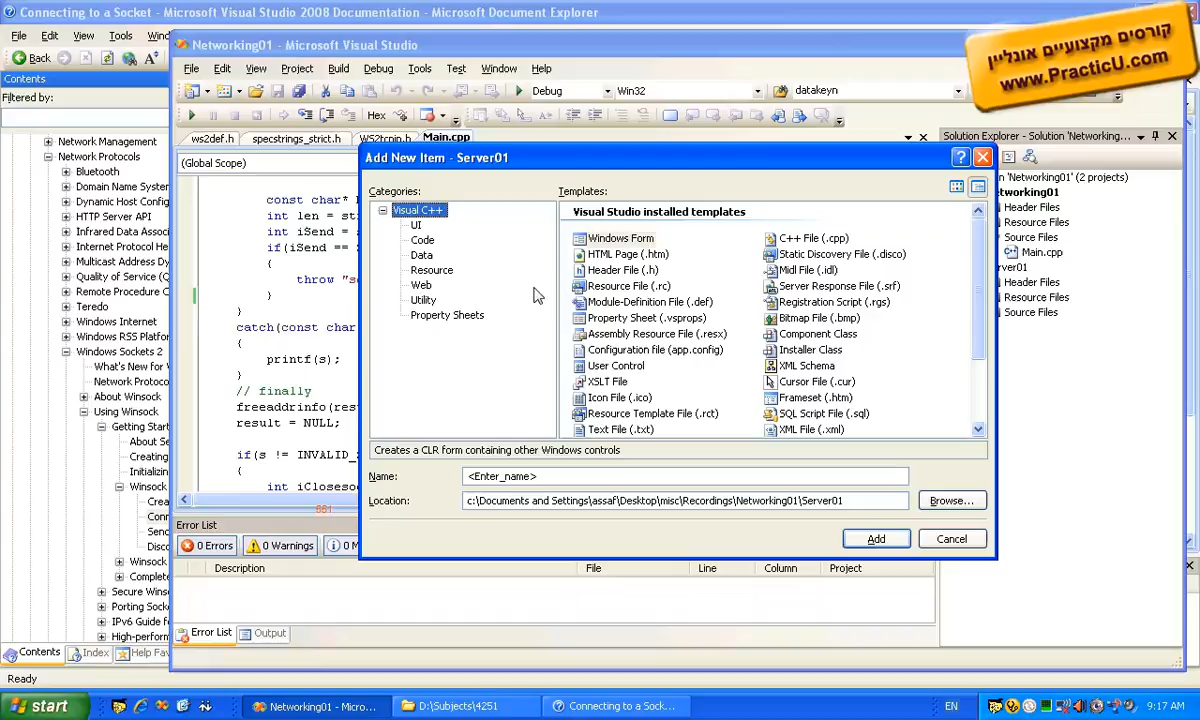 Connecting to a Socket - Microsoft Visual Studio 2008 Documentation - Microsoft Document Explorer
File Edit View Tools
Back
Contents
Filtered by:
Network Management
Network Protocols
Bluetooth
Domain Name System
Dynamic Host Config
HTTP Server API
Infrared Data Associ
Internet Protocol He
Multicast Address Dy
Quality of Service (
Remote Procedure C
Teredo
Windows Internet E
Windows RSS Platfor
Windows Sockets 2
What's New for
Network Protoco
About Winsock
Using Winsock
Getting Start
About Se
Creating
Initializing
Winsock
Crea
Conn
Send
Disco
Winsock
Complete
Secure Wins
Porting Socke
IPv6 Guide f
High-perform
Contents Index Help Fav
Ready
Networking01 - Microsoft Visual Studio
File Edit View Project Build Debug Tools Test Window Help
Debug Win32 datakeyn
Hex
ws2def.h specstrings_strict.h WS2tcpip.h Main.cpp
(Global Scope)
const char*
int len = st
int iSend = s
if(iSend ==
{
throw "s
}
}
catch(const char
{
printf(s);
}
// finally
freeaddrinfo(res
result = NULL;
if(s != INVALID_
{
int iCloseso
Error List
0 Errors 0 Warnings 0 M
Description File Line Column Project
Error List Output
Add New Item - Server01
Categories:
Visual C++
UI
Code
Data
Resource
Web
Utility
Property Sheets
Templates:
Visual Studio installed templates
Windows Form
HTML Page (.htm)
Header File (.h)
Resource File (.rc)
Module-Definition File (.def)
Property Sheet (.vsprops)
Assembly Resource File (.resx)
Configuration file (app.config)
User Control
XSLT File
Icon File (.ico)
Resource Template File (.rct)
Text File (.txt)
C++ File (.cpp)
Static Discovery File (.disco)
Midl File (.idl)
Server Response File (.srf)
Registration Script (.rgs)
Bitmap File (.bmp)
Component Class
Installer Class
XML Schema
Cursor File (.cur)
Frameset (.htm)
SQL Script File (.sql)
XML File (.xml)
Creates a CLR form containing other Windows controls
Name: <Enter_name>
Location: c:\Documents and Settings\assaf\Desktop\misc\Recordings\Networking01\Server01 Browse...
Add Cancel
קורסים מקצועיים אונליין
www.PracticU.com
Solution Explorer - Solution 'Networking...
n 'Networking01' (2 projects)
tworking01
Header Files
Resource Files
Source Files
Main.cpp
rver01
Header Files
Resource Files
Source Files
start Networking01 - Micro... D:\Subjects\4251 Connecting to a Sock... EN 9:17 AM